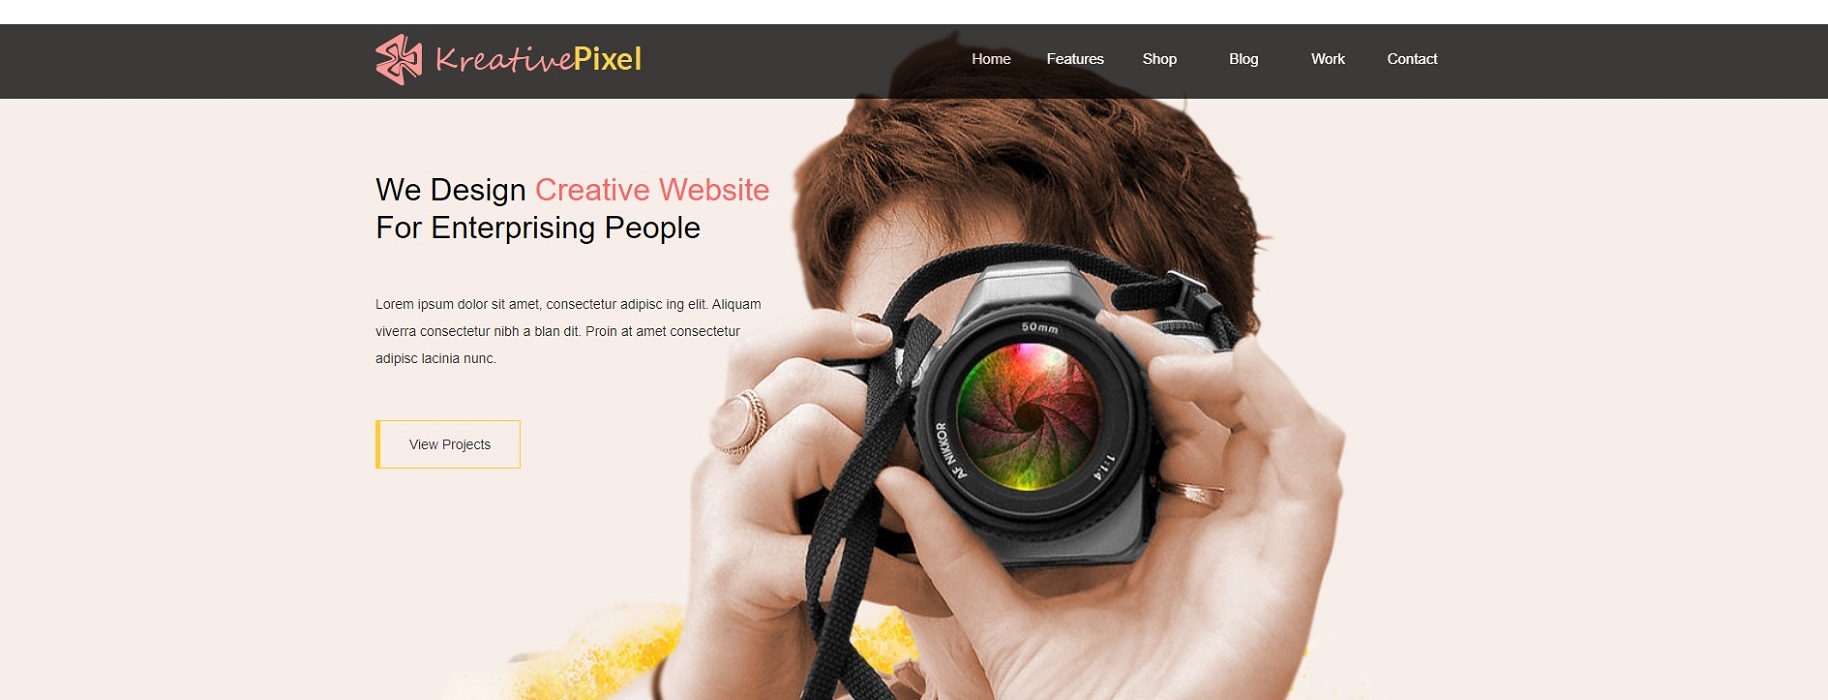 KreativePixel
Home Features Shop Blog Work Contact
We Design Creative Website
For Enterprising People
Lorem ipsum dolor sit amet, consectetur adipisc ing elit. Aliquam
viverra consectetur nibh a blan dit. Proin at amet consectetur
adipisc lacinia nunc.
View Projects
50mm
AF NIKKOR
1:1.4